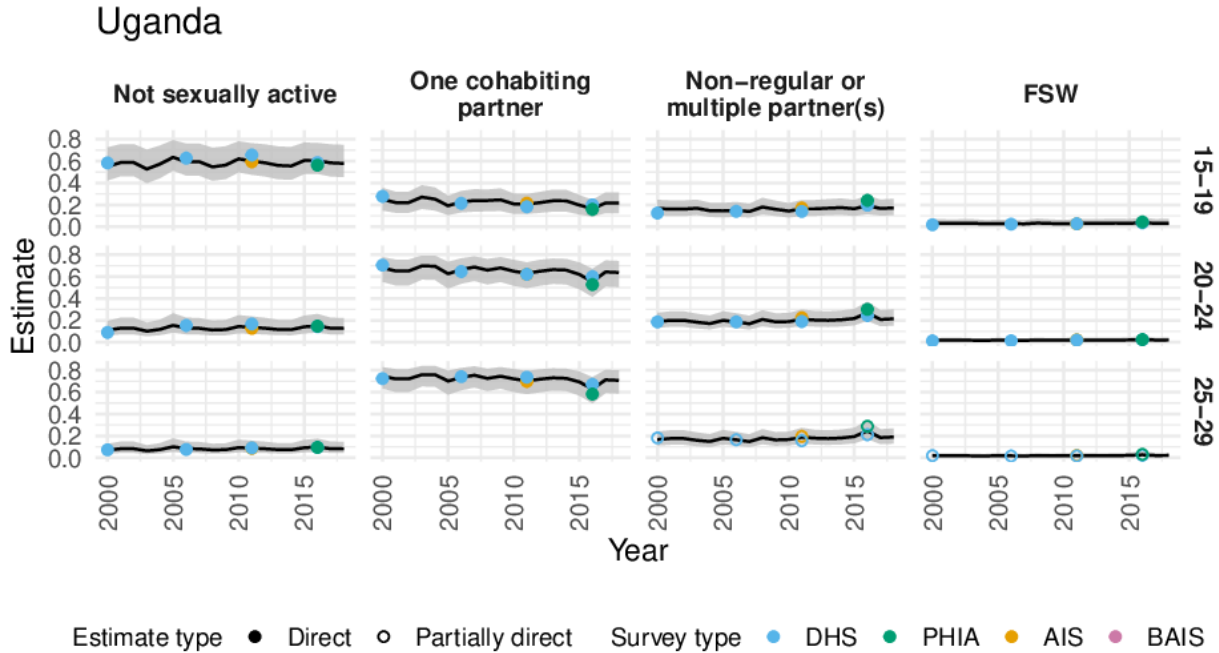 Uganda
Not sexually active
One cohabiting
partner
Non−regular or
multiple partner(s)
FSW
Estimate
0.8
0.6
0.4
0.2
0.0
15−19
0.8
0.6
0.4
0.2
0.0
20−24
0.8
0.6
0.4
0.2
0.0
25−29
2000 2005 2010 2015 2000 2005 2010 2015 2000 2005 2010 2015 2000 2005 2010 2015
Year
Estimate type Direct Partially direct Survey type DHS PHIA AIS BAIS